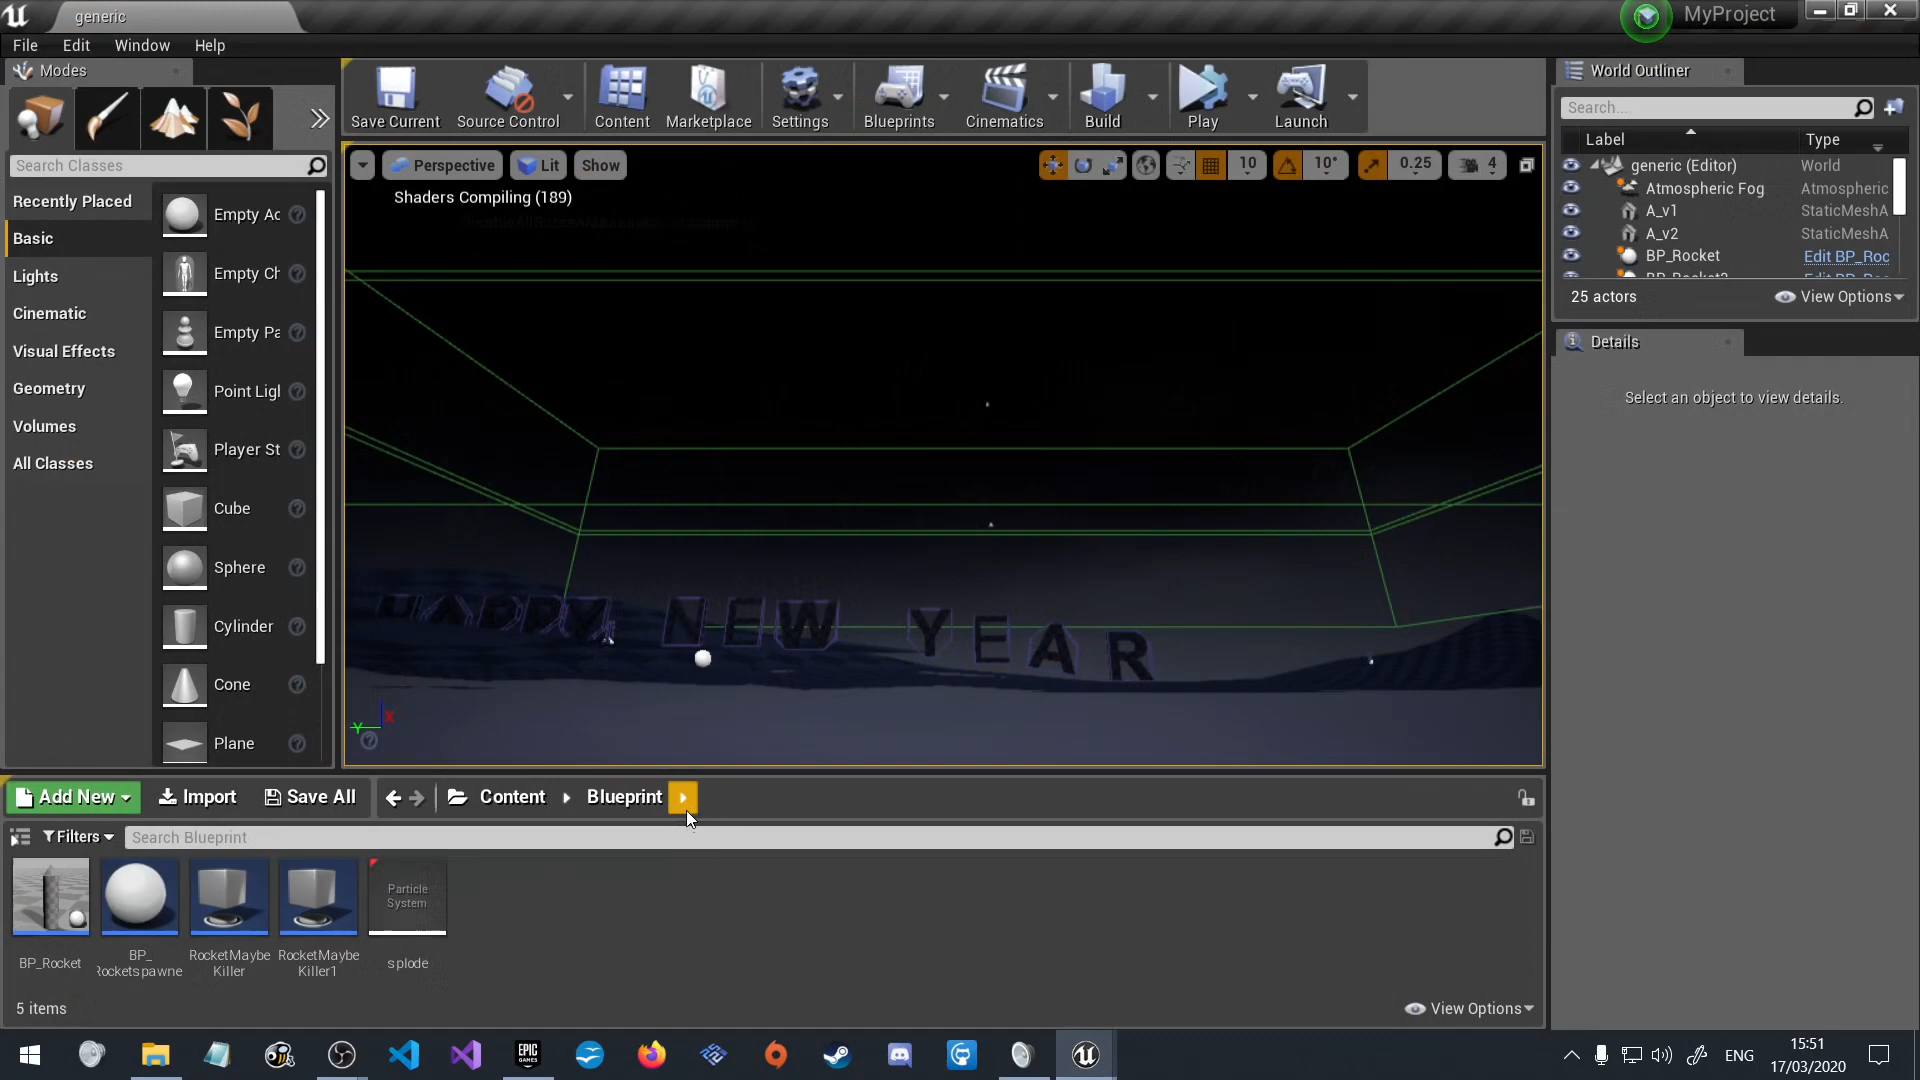 generic
MyProject
File Edit Window Help
Modes
Save Current
Source Control
Content
Marketplace
Settings
Blueprints
Cinematics
Build
Play
Launch
Search Classes
Recently Placed
Basic
Lights
Cinematic
Visual Effects
Geometry
Volumes
All Classes
Empty Ac
Empty Ch
Empty Pa
Point Ligl
Player St
Cube
Sphere
Cylinder
Cone
Plane
Perspective
Lit
Show
10
10°
0.25
4
Shaders Compiling (189)
HAPPY NEW YEAR
Y X
World Outliner
Search...
Label Type
generic (Editor) World
Atmospheric Fog Atmospheric
A_v1 StaticMeshA
A_v2 StaticMeshA
BP_Rocket Edit BP_Roc
25 actors
View Options
Details
Select an object to view details.
Add New
Import
Save All
Content
Blueprint
Filters
Search Blueprint
Particle
System
BP_Rocket
BP_
Rocketspawne
RocketMaybe
Killer
RocketMaybe
Killer1
splode
5 items
View Options
EPIC
GAMES
ENG
15:51
17/03/2020